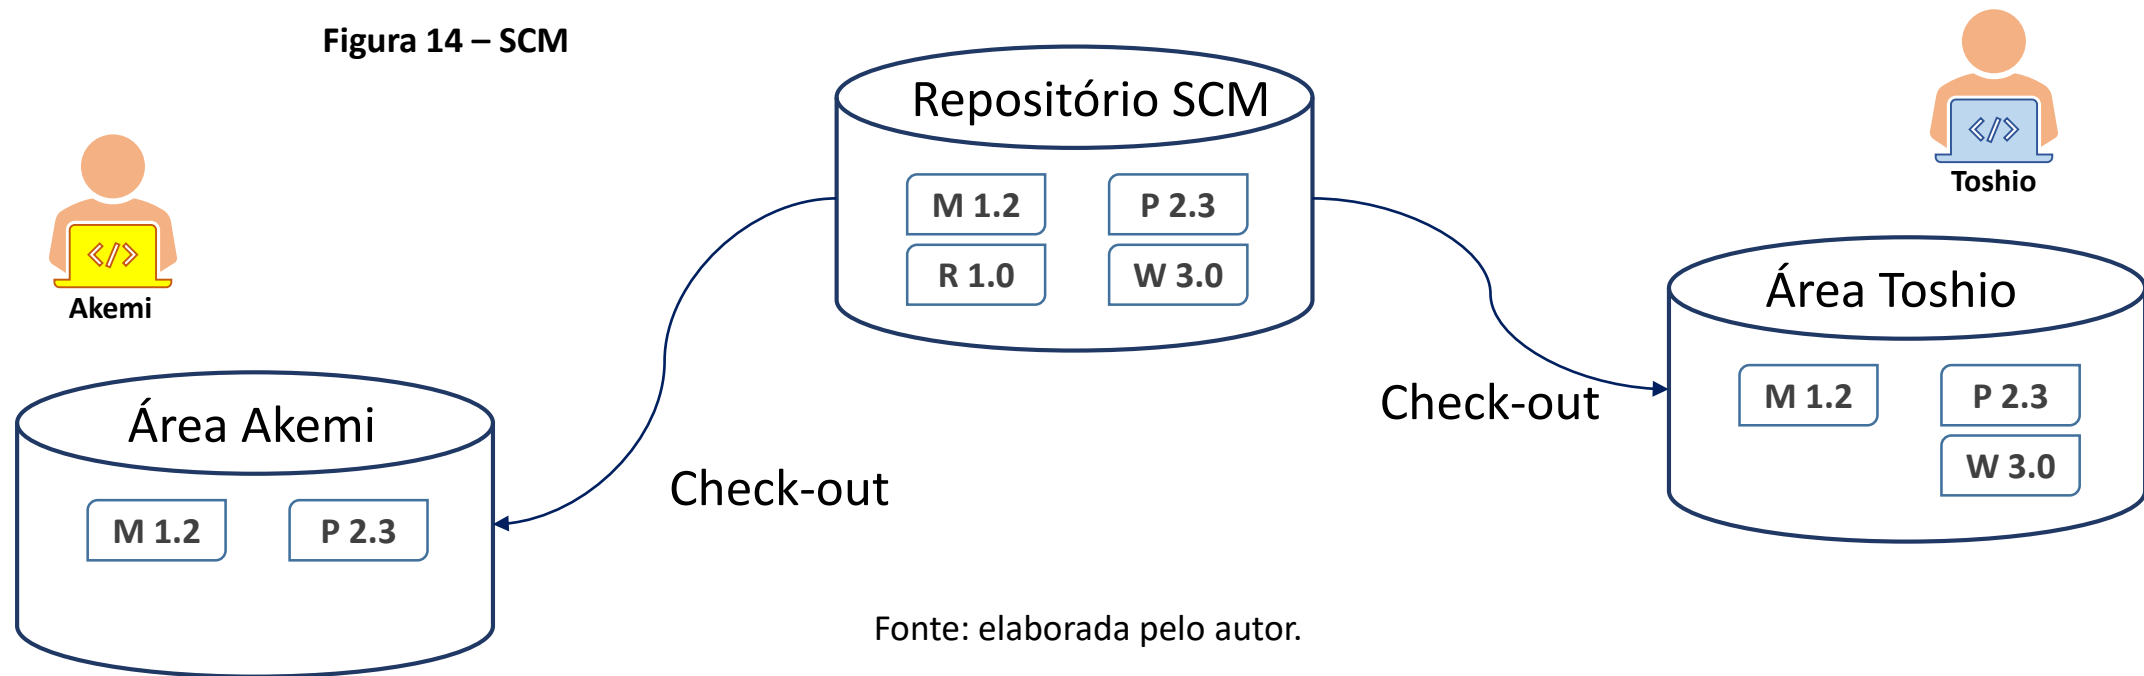 Figura 14 – SCM
Repositório SCM
M 1.2
P 2.3
R 1.0
W 3.0
</>
Akemi
</>
Toshio
Área Akemi
M 1.2
P 2.3
Check-out
Check-out
Área Toshio
M 1.2
P 2.3
W 3.0
Fonte: elaborada pelo autor.